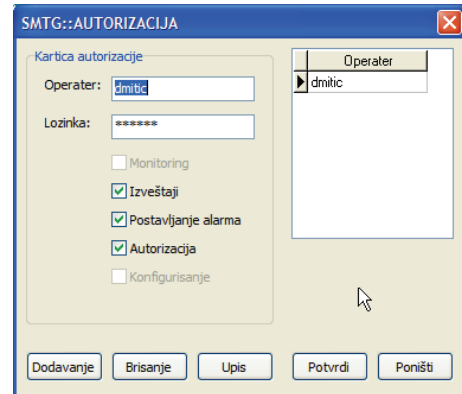 SMTG::AUTORIZACIJA
Kartica autorizacije
Operater: dmitic
Lozinka: ******
Monitoring
Izveštaji
Postavljanje alarma
Autorizacija
Konfigurisanje
Operater
dmitic
Dodavanje Brisanje Upis Potvrdi Poništi